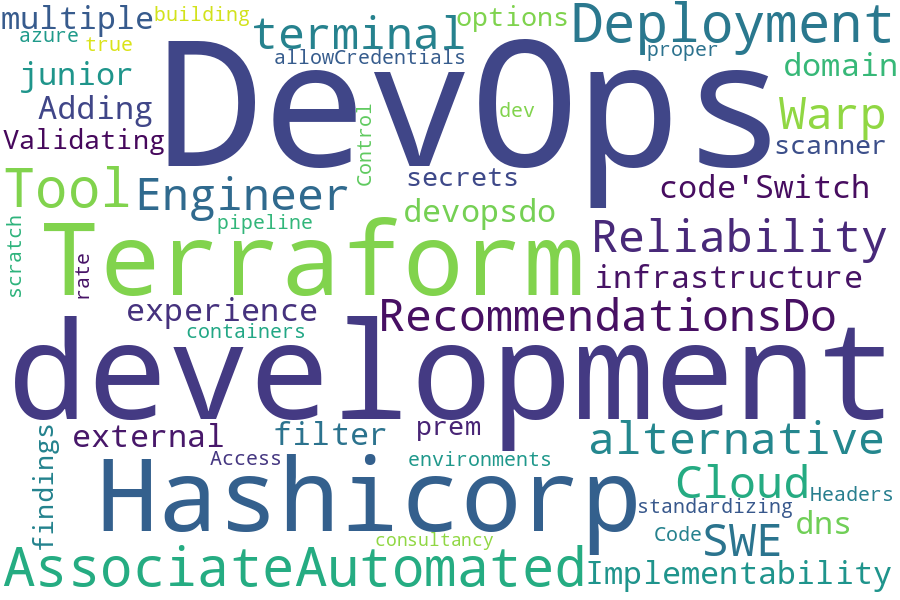 multiple
building
options
Deployment
azure
true
terminal
allowCredentials
proper
DevOps
junior
domain
Adding
Control
dev
Warp
Validating
scanner
Tool
Engineer
secrets
code'Switch
devopsdo
pipeline
scratch
Terraform
Reliability
rate
infrastructure
experience
RecommendationsDo
containers
development
external
filter
prem
alternative
findings
Access
environments
Hashicorp
Cloud
Headers
standardizing
consultancy
Code
SWE
dns
AssociateAutomated
Implementability